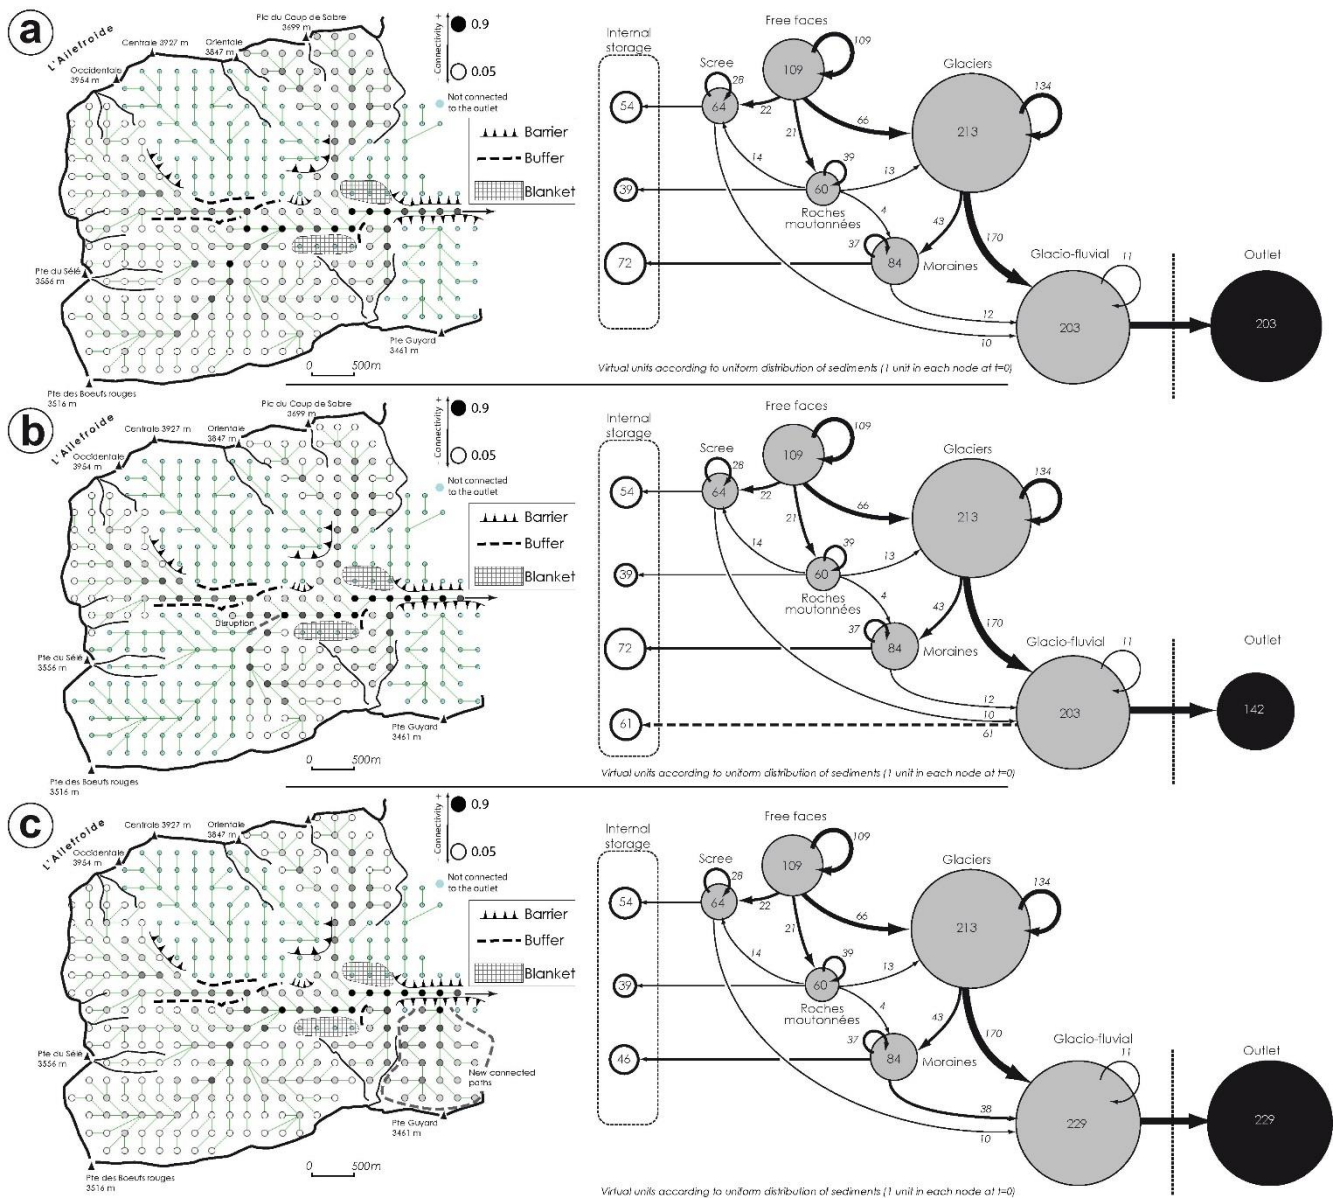 a
L'Ailefroide
Centrale 3927 m
Orientale
3847 m
Pic du Coup de Sabre
3699 m
Occidentale
3954 m
Pte du Sélé
3556 m
Pte des Boeufs rouges
3516 m
Pte Guyard
3461 m
0 500m
- Connectivity +
0.9
0.05
Not connected
to the outlet
Barrier
Buffer
Blanket
Internal
storage
Free faces
109
109
Scree
28
64
22
66
21
Glaciers
134
213
54
14
39
13
39
60
Roches
moutonnées
4
43
170
72
37
84
Moraines
Glacio-fluvial
11
12
10
203
Outlet
203
Virtual units according to uniform distribution of sediments (1 unit in each node at t=0)
b
L'Ailefroide
Centrale 3927 m
Orientale
3847 m
Pic du Coup de Sabre
3699 m
Occidentale
3954 m
Disruption
Pte du Sélé
3556 m
Pte des Boeufs rouges
3516 m
Pte Guyard
3461 m
0 500m
- Connectivity +
0.9
0.05
Not connected
to the outlet
Barrier
Buffer
Blanket
Internal
storage
Free faces
109
109
Scree
28
64
22
66
21
Glaciers
134
213
54
14
39
13
39
60
Roches
moutonnées
4
43
170
72
37
84
Moraines
Glacio-fluvial
11
12
10
61
61
203
Outlet
142
Virtual units according to uniform distribution of sediments (1 unit in each node at t=0)
c
L'Ailefroide
Centrale 3927 m
Orientale
3847 m
Pic du Coup de Sabre
3699 m
Occidentale
3954 m
Pte du Sélé
3556 m
New connected
paths
Pte des Boeufs rouges
3516 m
Pte Guyard
3461 m
0 500m
- Connectivity +
0.9
0.05
Not connected
to the outlet
Barrier
Buffer
Blanket
Internal
storage
Free faces
109
109
Scree
28
64
22
66
21
Glaciers
134
213
54
14
39
13
39
60
Roches
moutonnées
4
43
170
46
37
84
Moraines
Glacio-fluvial
11
38
10
229
Outlet
229
Virtual units according to uniform distribution of sediments (1 unit in each node at t=0)